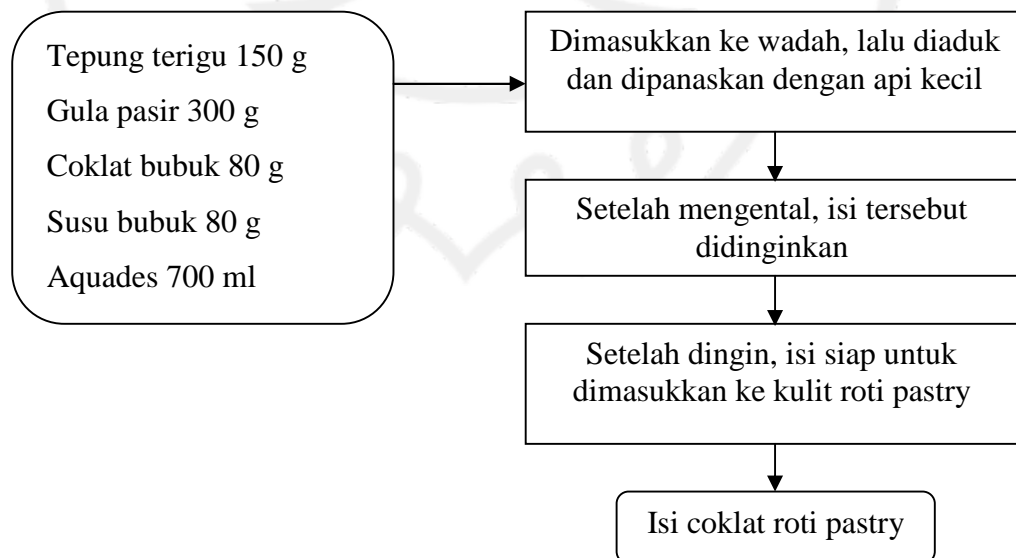 Tepung terigu 150 g
Gula pasir 300 g
Coklat bubuk 80 g
Susu bubuk 80 g
Aquades 700 ml
Dimasukkan ke wadah, lalu diaduk
dan dipanaskan dengan api kecil
Setelah mengental, isi tersebut
didinginkan
Setelah dingin, isi siap untuk
dimasukkan ke kulit roti pastry
Isi coklat roti pastry